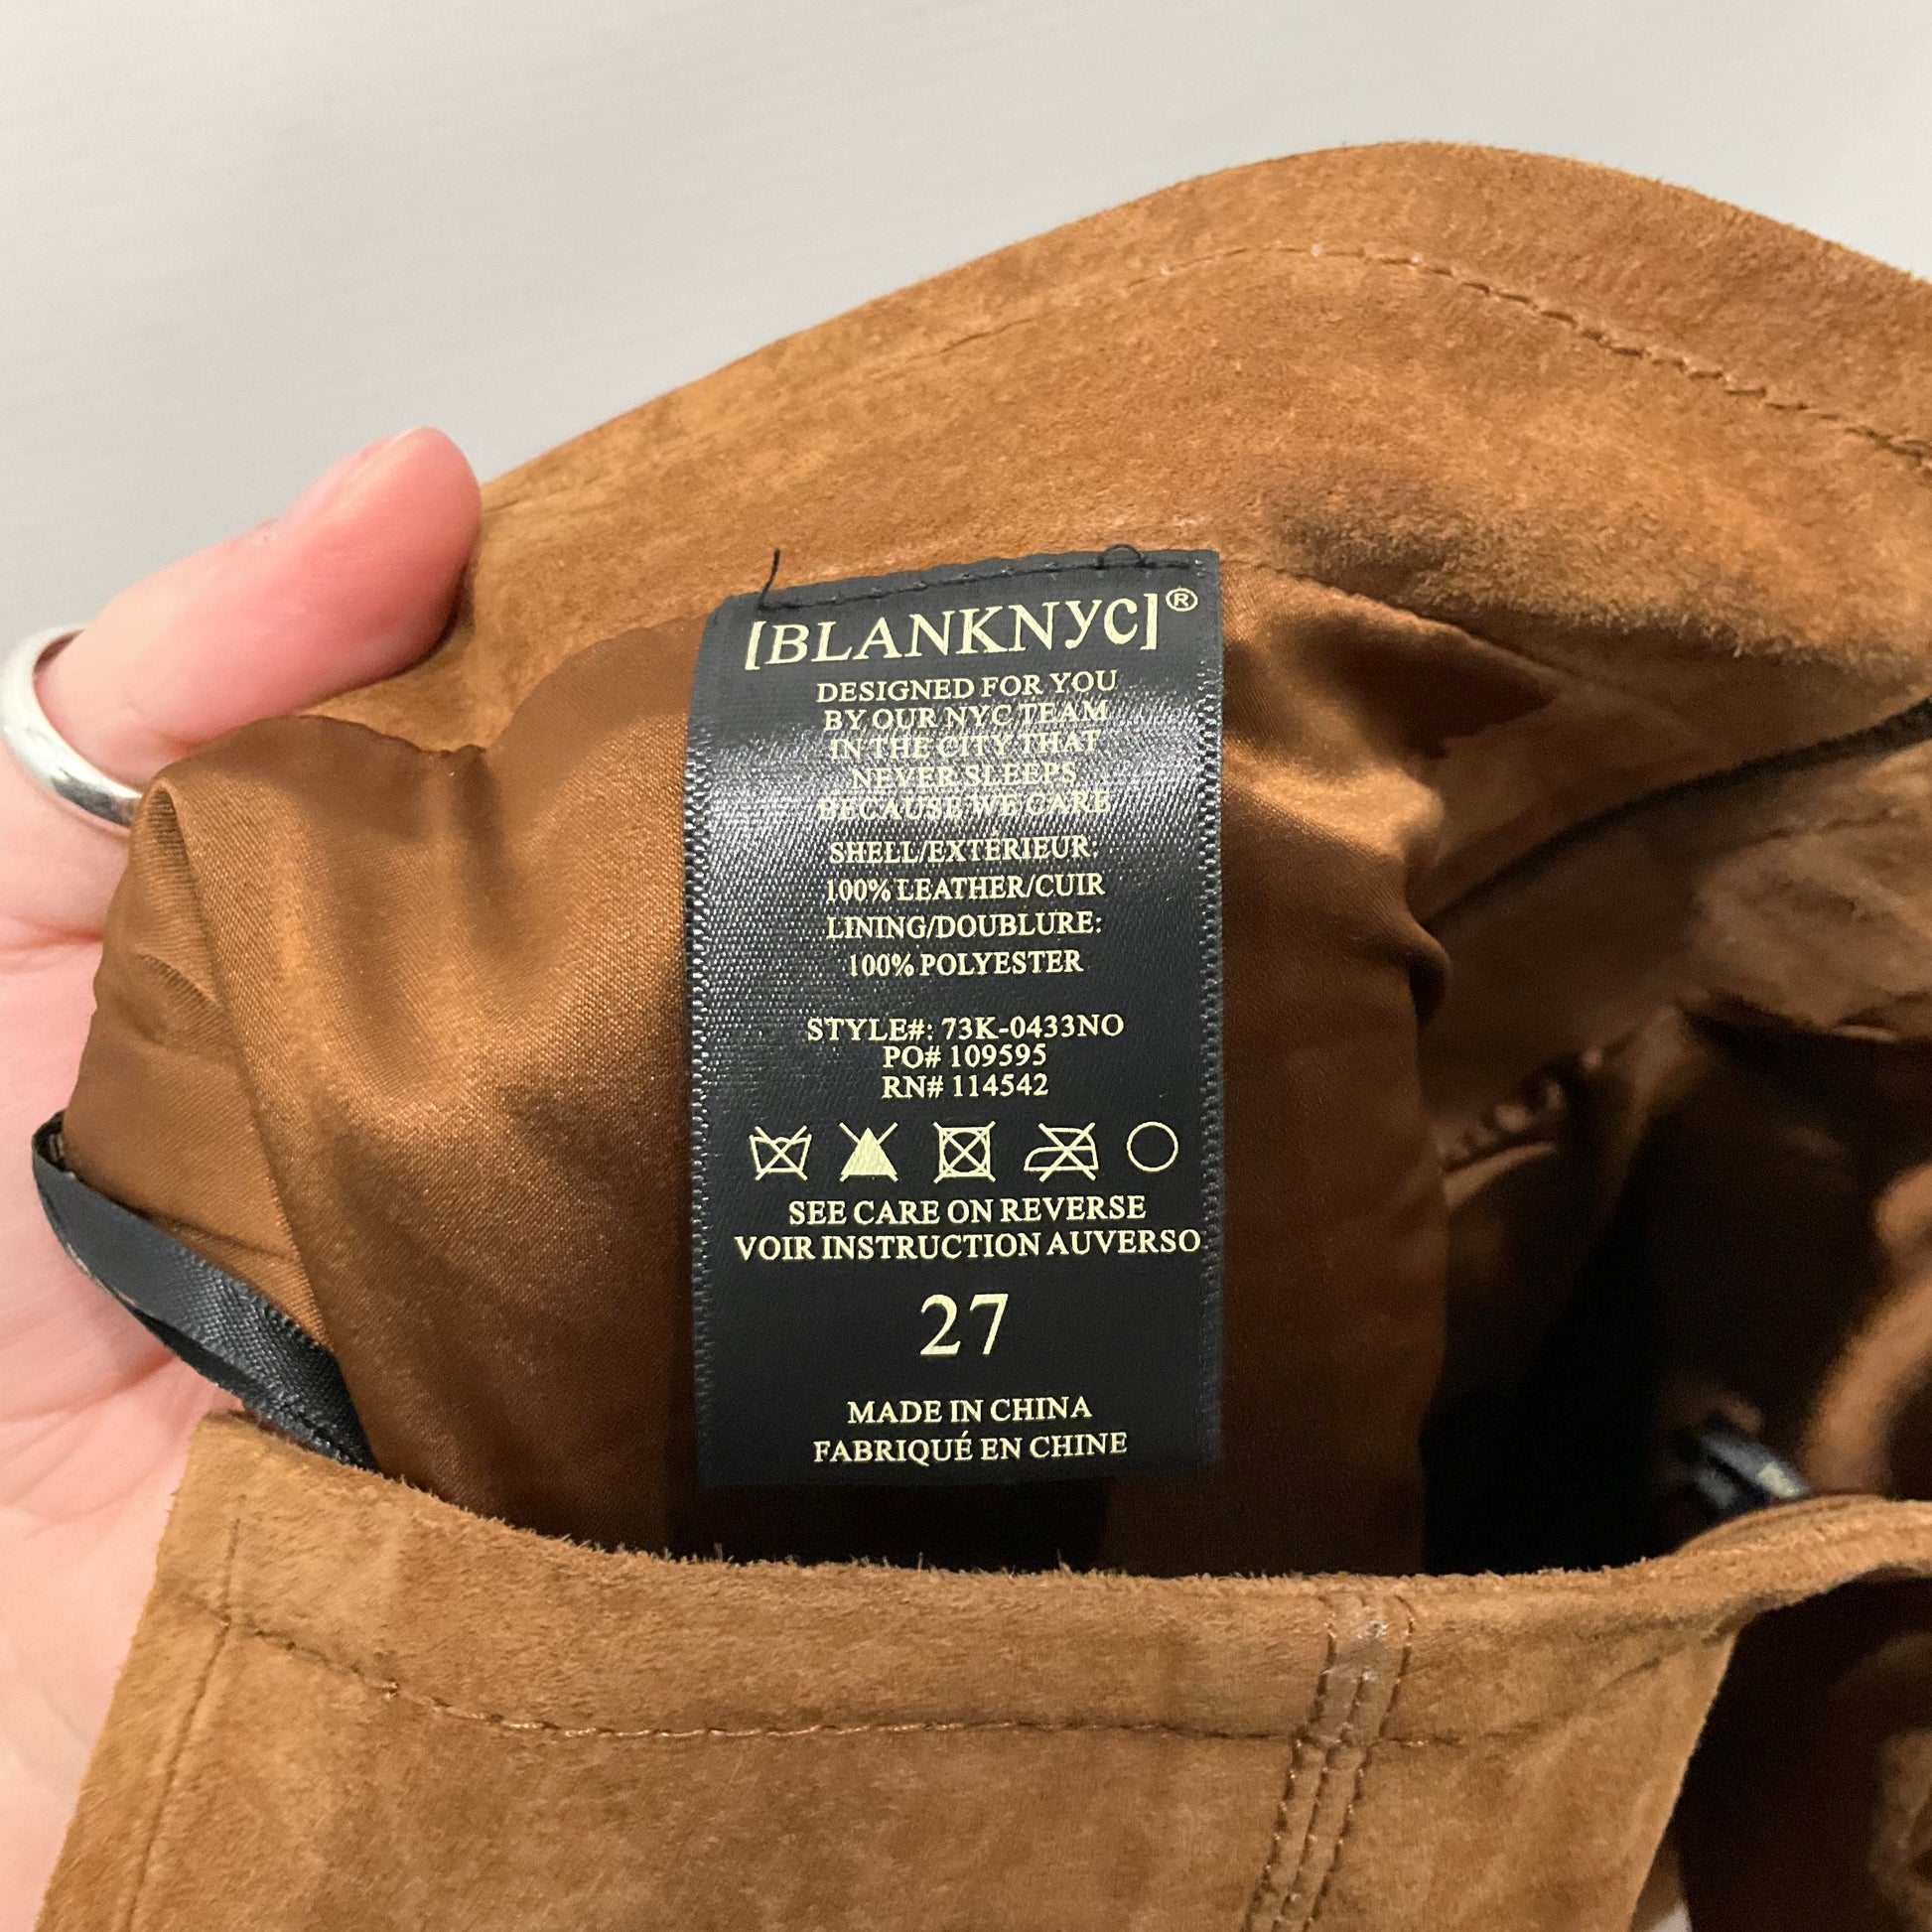 [BLANKNYC]®
DESIGNED FOR YOU
BY OUR NYC TEAM
IN THE CITY THAT
NEVER SLEEPS
BECAUSE WE CARE
SHELL/EXTÉRIEUR:
100% LEATHER/CUIR
LINING/DOUBLURE:
100% POLYESTER
STYLE#: 73K-0433NO
PO# 109595
RN# 114542
SEE CARE ON REVERSE
VOIR INSTRUCTION AUVERSO
27
MADE IN CHINA
FABRIQUÉ EN CHINE